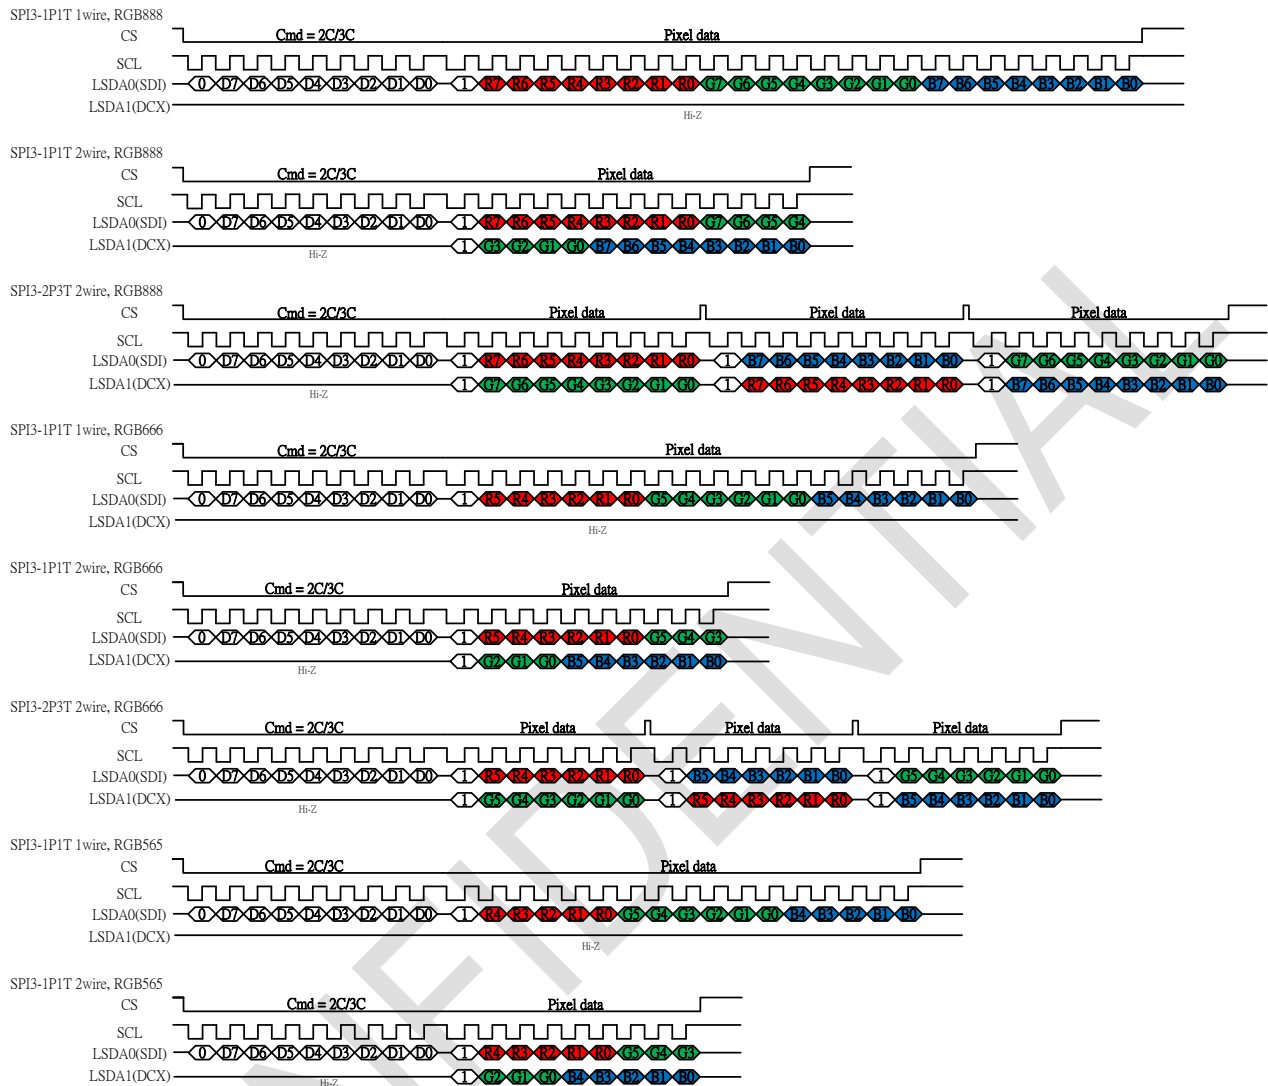 SPI3-1P1T 1wire, RGB888
CS Cmd = 2C/3C Pixel data
SCL
LSDA0(SDI) 0 D7 D6 D5 D4 D3 D2 D1 D0 1 R7 R6 R5 R4 R3 R2 R1 R0 G7 G6 G5 G4 G3 G2 G1 G0 B7 B6 B5 B4 B3 B2 B1 B0
LSDA1(DCX)
Hi-Z
SPI3-1P1T 2wire, RGB888
CS Cmd = 2C/3C Pixel data
SCL
LSDA0(SDI) 0 D7 D6 D5 D4 D3 D2 D1 D0 1 R7 R6 R5 R4 R3 R2 R1 R0 G7 G6 G5 G4
LSDA1(DCX) 1 G3 G2 G1 G0 B7 B6 B5 B4 B3 B2 B1 B0
Hi-Z
SPI3-2P3T 2wire, RGB888
CS Cmd = 2C/3C Pixel data Pixel data Pixel data
SCL
LSDA0(SDI) 0 D7 D6 D5 D4 D3 D2 D1 D0 1 R7 R6 R5 R4 R3 R2 R1 R0 1 B7 B6 B5 B4 B3 B2 B1 B0 1 G7 G6 G5 G4 G3 G2 G1 G0
LSDA1(DCX) 1 G7 G6 G5 G4 G3 G2 G1 G0 1 R7 R6 R5 R4 R3 R2 R1 R0 1 B7 B6 B5 B4 B3 B2 B1 B0
Hi-Z
SPI3-1P1T 1wire, RGB666
CS Cmd = 2C/3C Pixel data
SCL
LSDA0(SDI) 0 D7 D6 D5 D4 D3 D2 D1 D0 1 R5 R4 R3 R2 R1 R0 G5 G4 G3 G2 G1 G0 B5 B4 B3 B2 B1 B0
LSDA1(DCX)
Hi-Z
SPI3-1P1T 2wire, RGB666
CS Cmd = 2C/3C Pixel data
SCL
LSDA0(SDI) 0 D7 D6 D5 D4 D3 D2 D1 D0 1 R5 R4 R3 R2 R1 R0 G5 G4 G3
LSDA1(DCX) 1 G2 G1 G0 B5 B4 B3 B2 B1 B0
Hi-Z
SPI3-2P3T 2wire, RGB666
CS Cmd = 2C/3C Pixel data Pixel data Pixel data
SCL
LSDA0(SDI) 0 D7 D6 D5 D4 D3 D2 D1 D0 1 R5 R4 R3 R2 R1 R0 1 B5 B4 B3 B2 B1 B0 1 G5 G4 G3 G2 G1 G0
LSDA1(DCX) 1 G5 G4 G3 G2 G1 G0 1 R5 R4 R3 R2 R1 R0 1 B5 B4 B3 B2 B1 B0
Hi-Z
SPI3-1P1T 1wire, RGB565
CS Cmd = 2C/3C Pixel data
SCL
LSDA0(SDI) 0 D7 D6 D5 D4 D3 D2 D1 D0 1 R4 R3 R2 R1 R0 G5 G4 G3 G2 G1 G0 B4 B3 B2 B1 B0
LSDA1(DCX)
Hi-Z
SPI3-1P1T 2wire, RGB565
CS Cmd = 2C/3C Pixel data
SCL
LSDA0(SDI) 0 D7 D6 D5 D4 D3 D2 D1 D0 1 R4 R3 R2 R1 R0 G5 G4 G3
LSDA1(DCX) 1 G2 G1 G0 B4 B3 B2 B1 B0
Hi-Z
NFIDENTIAL